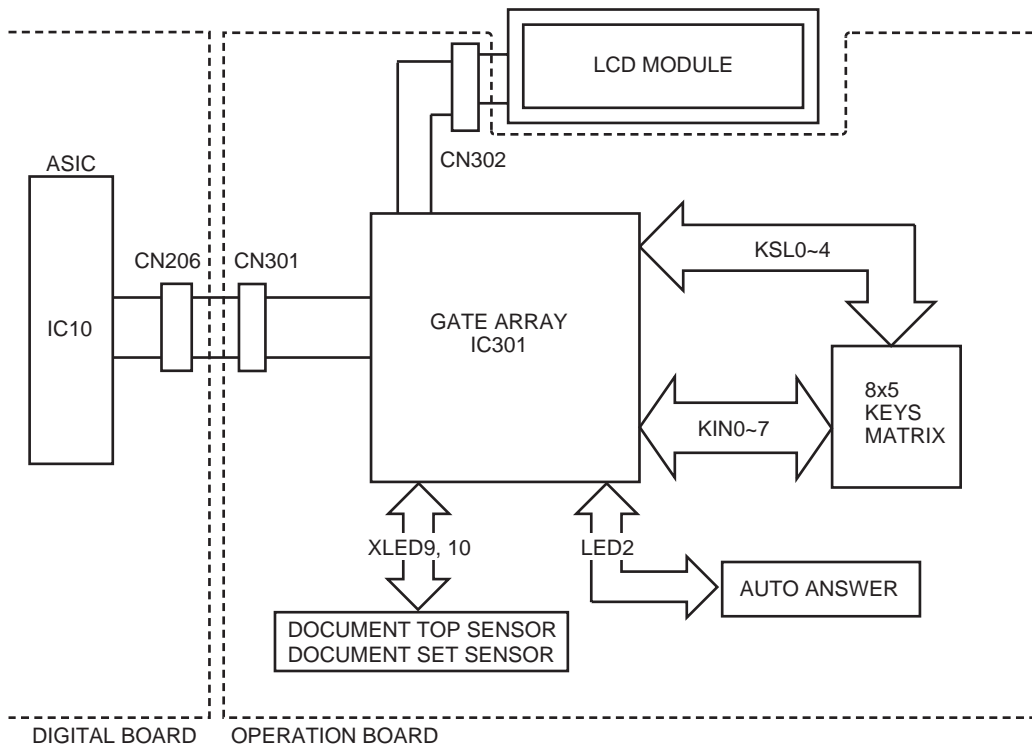 LCD MODULE
CN302
ASIC
CN206
CN301
KSL0~4
IC10
GATE ARRAY
IC301
8x5
KEYS
MATRIX
KIN0~7
XLED9, 10
LED2
AUTO ANSWER
DOCUMENT TOP SENSOR
DOCUMENT SET SENSOR
DIGITAL BOARD
OPERATION BOARD